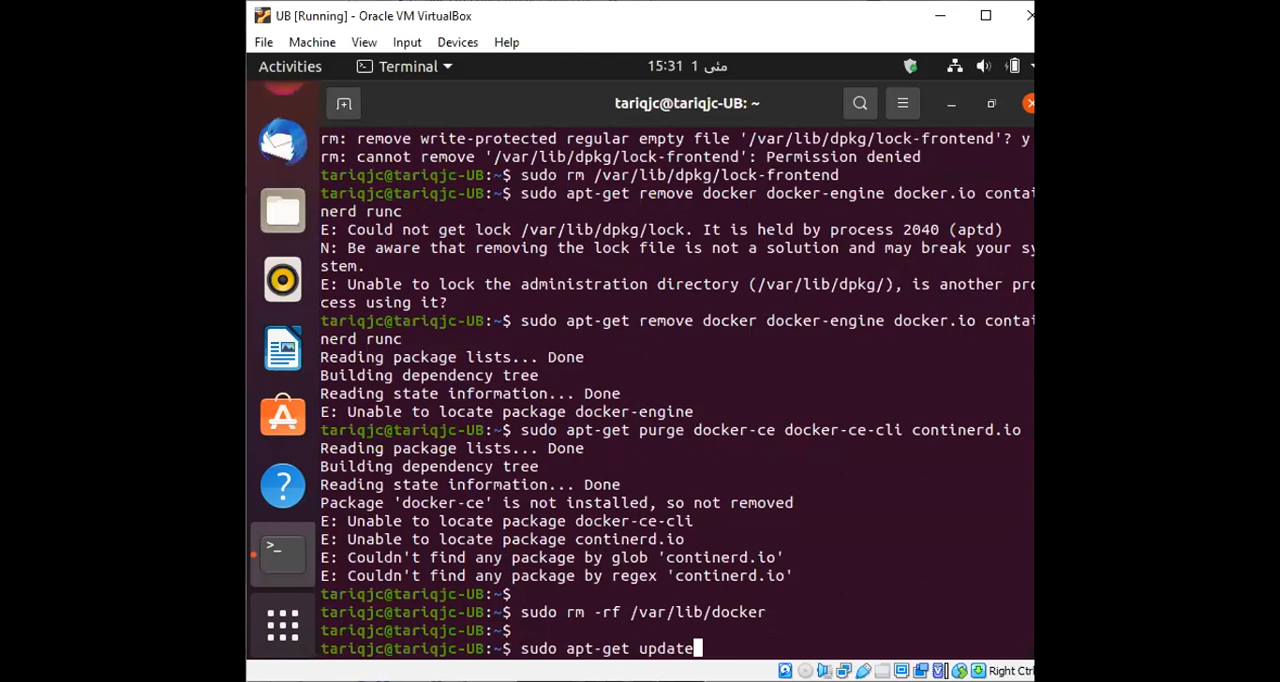 UB [Running] - Oracle VM VirtualBox
File Machine View Input Devices Help
Activities Terminal 15:31 1 مئی
tariqjc@tariqjc-UB: ~
rm: remove write-protected regular empty file '/var/lib/dpkg/lock-frontend'? y
rm: cannot remove '/var/lib/dpkg/lock-frontend': Permission denied
tariqjc@tariqjc-UB:~$ sudo rm /var/lib/dpkg/lock-frontend
tariqjc@tariqjc-UB:~$ sudo apt-get remove docker docker-engine docker.io contai
nerd runc
E: Could not get lock /var/lib/dpkg/lock. It is held by process 2040 (aptd)
N: Be aware that removing the lock file is not a solution and may break your sy
stem.
E: Unable to lock the administration directory (/var/lib/dpkg/), is another pro
cess using it?
tariqjc@tariqjc-UB:~$ sudo apt-get remove docker docker-engine docker.io contai
nerd runc
Reading package lists... Done
Building dependency tree
Reading state information... Done
E: Unable to locate package docker-engine
tariqjc@tariqjc-UB:~$ sudo apt-get purge docker-ce docker-ce-cli continerd.io
Reading package lists... Done
Building dependency tree
Reading state information... Done
Package 'docker-ce' is not installed, so not removed
E: Unable to locate package docker-ce-cli
E: Unable to locate package continerd.io
E: Couldn't find any package by glob 'continerd.io'
E: Couldn't find any package by regex 'continerd.io'
tariqjc@tariqjc-UB:~$
tariqjc@tariqjc-UB:~$ sudo rm -rf /var/lib/docker
tariqjc@tariqjc-UB:~$
tariqjc@tariqjc-UB:~$ sudo apt-get update
Right Ctrl